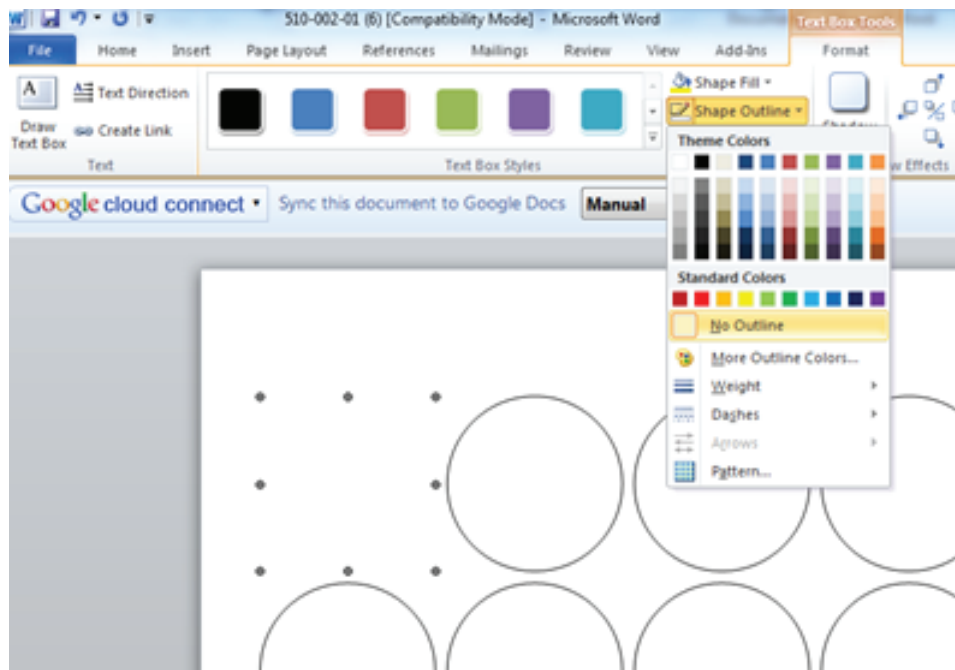 510-002-01 (6) [Compatibility Mode] - Microsoft Word
Text Box Tools
File Home Insert Page Layout References Mailings Review View Add-Ins Format
A Text Direction
Draw Text Box
Create Link
Shape Fill
Shape Outline
Text
Text Box Styles
Effects
Google cloud connect
Sync this document to Google Docs
Manual
Theme Colors
Standard Colors
No Outline
More Outline Colors...
Weight
Dashes
Arrows
Pattern...